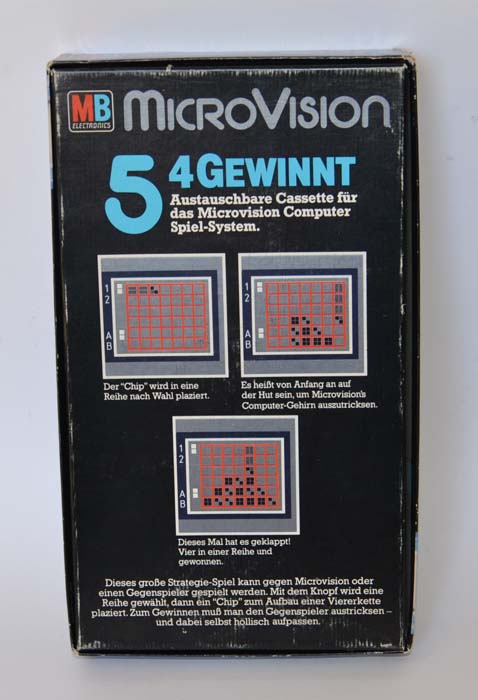 MB
ELECTRONICS
MICROVISION
5
4 GEWINNT
Austauschbare Cassette für
das Microvision Computer
Spiel-System.
1
2
A
B
1
2
A
B
Der "Chip" wird in eine
Reihe nach Wahl plaziert.
Es heißt von Anfang an auf
der Hut sein, um Microvision's
Computer-Gehirn auszutricksen.
1
2
A
B
Dieses Mal hat es geklappt!
Vier in einer Reihe und
gewonnen.
Dieses große Strategie-Spiel kann gegen Microvision oder
einen Gegenspieler gespielt werden. Mit dem Knopf wird eine
Reihe gewählt, dann ein "Chip" zum Aufbau einer Viererkette
plaziert. Zum Gewinnen muß man den Gegenspieler austricksen –
und dabei selbst höllisch aufpassen.